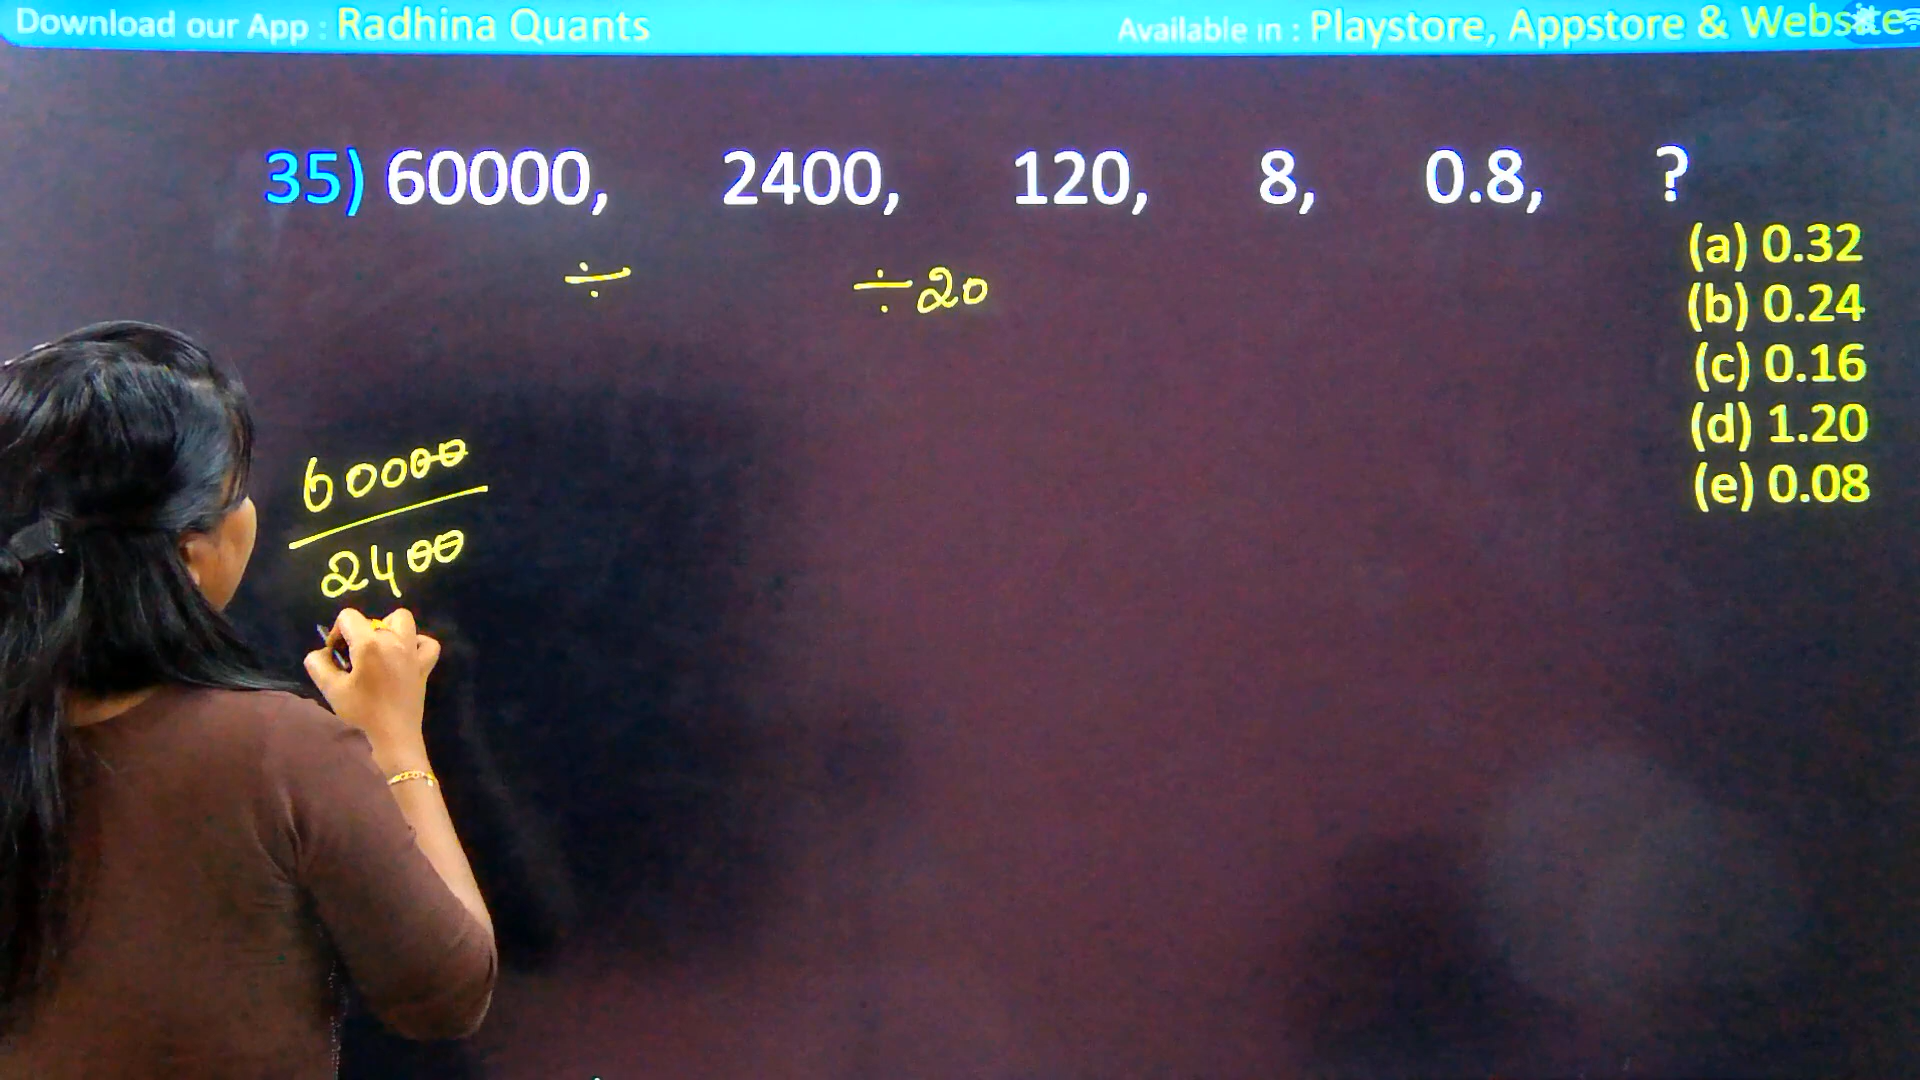 Download our App : Radhina Quants Available in : Playstore, Appstore & Website
35) 60000, 2400, 120, 8, 0.8, ?
(a) 0.32
(b) 0.24
(c) 0.16
(d) 1.20
(e) 0.08
÷ ÷20
60000
2400